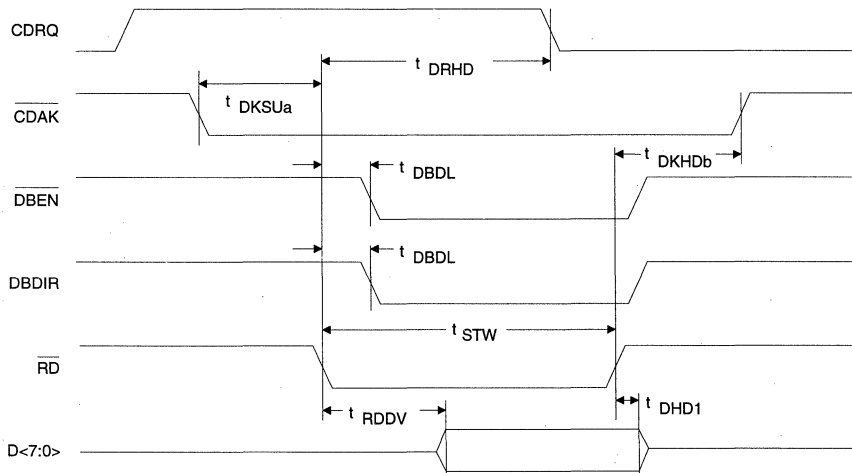 CDRQ
t DRHD
t DKSUa
CDAK
t DKHDb
DBEN
t DBDL
DBDIR
t DBDL
t STW
RD
t RDDV
t DHD1
D<7:0>